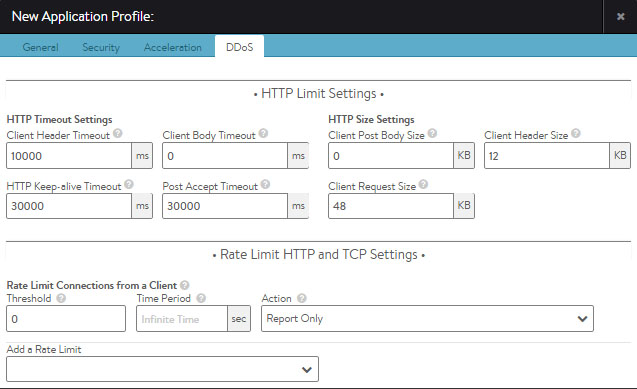 New Application Profile:
General Security Acceleration DDoS
• HTTP Limit Settings •
HTTP Timeout Settings HTTP Size Settings
Client Header Timeout Client Body Timeout Client Post Body Size Client Header Size
10000 ms 0 ms 0 KB 12 KB
HTTP Keep-alive Timeout Post Accept Timeout Client Request Size
30000 ms 30000 ms 48 KB
• Rate Limit HTTP and TCP Settings •
Rate Limit Connections from a Client
Threshold Time Period Action
0 Infinite Time sec Report Only
Add a Rate Limit